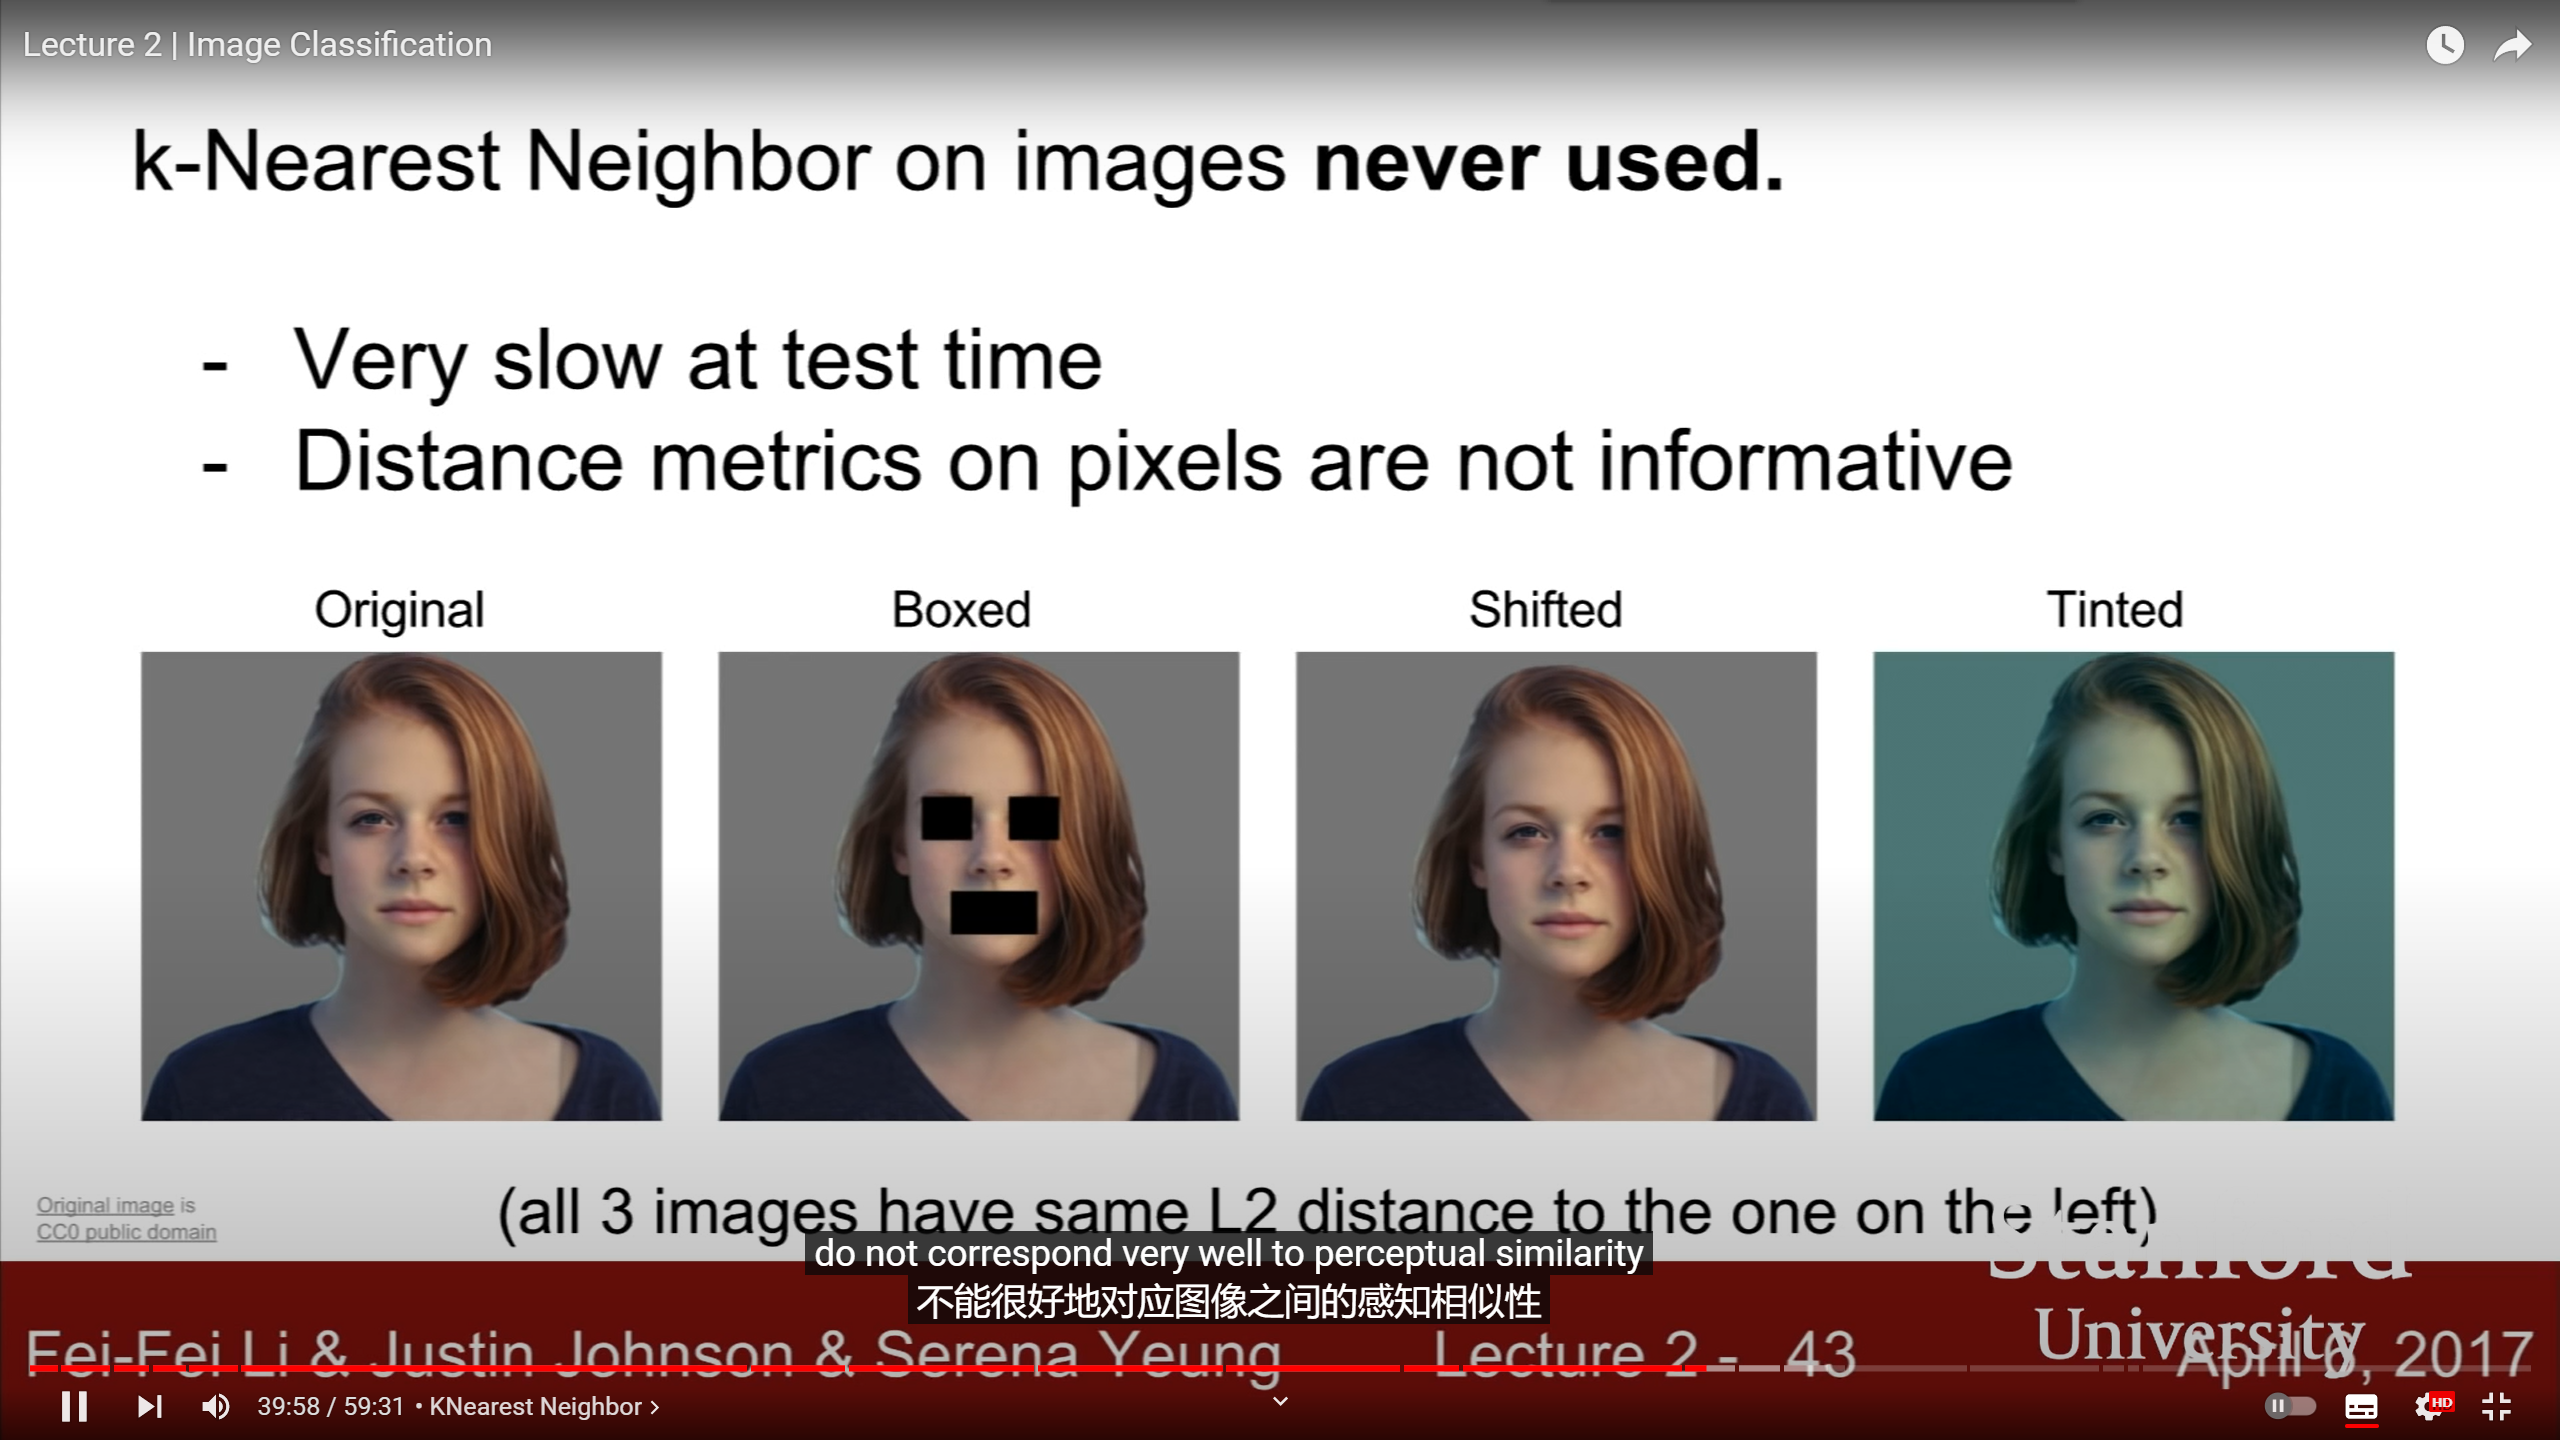 Lecture 2 | Image Classification
k-Nearest Neighbor on images never used.
- Very slow at test time
- Distance metrics on pixels are not informative
Original
Boxed
Shifted
Tinted
Original image is
CC0 public domain
(all 3 images have same L2 distance to the one on the left)
do not correspond very well to perceptual similarity
不能很好地对应图像之间的感知相似性
Stanford
University
Fei-Fei Li & Justin Johnson & Serena Yeung
Lecture 2 - 43
April 6, 2017
39:58 / 59:31 • KNearest Neighbor
HD